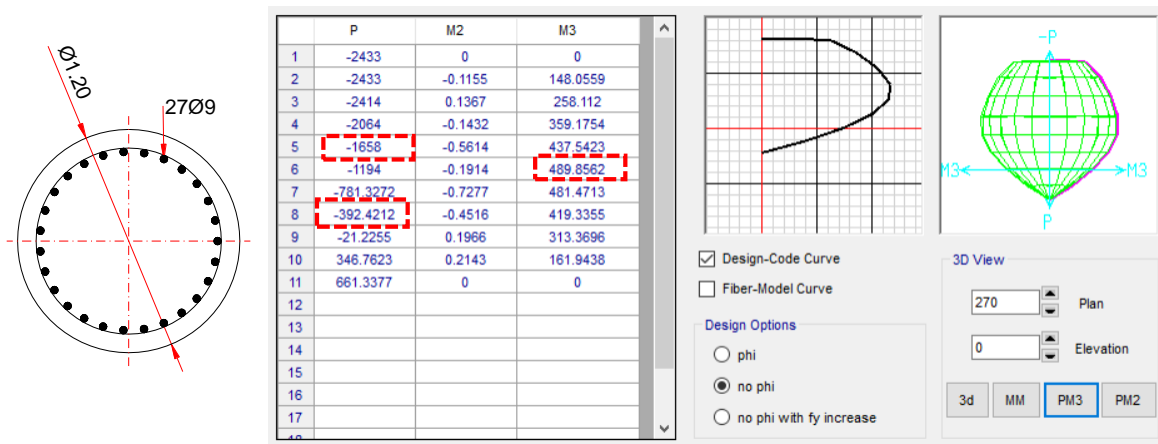 Ø1.20
27Ø9
P M2 M3
1 -2433 0 0
2 -2433 -0.1155 148.0559
3 -2414 0.1367 258.112
4 -2064 -0.1432 359.1754
5 -1658 -0.5614 437.5423
6 -1194 -0.1914 489.8562
7 -781.3272 -0.7277 481.4713
8 -392.4212 -0.4516 419.3355
9 -21.2255 0.1966 313.3696
10 346.7623 0.2143 161.9438
11 661.3377 0 0
12
13
14
15
16
17
18
-P
M3 M3
P
Design-Code Curve
Fiber-Model Curve
Design Options
phi
no phi
no phi with fy increase
3D View
270 Plan
0 Elevation
3d MM PM3 PM2